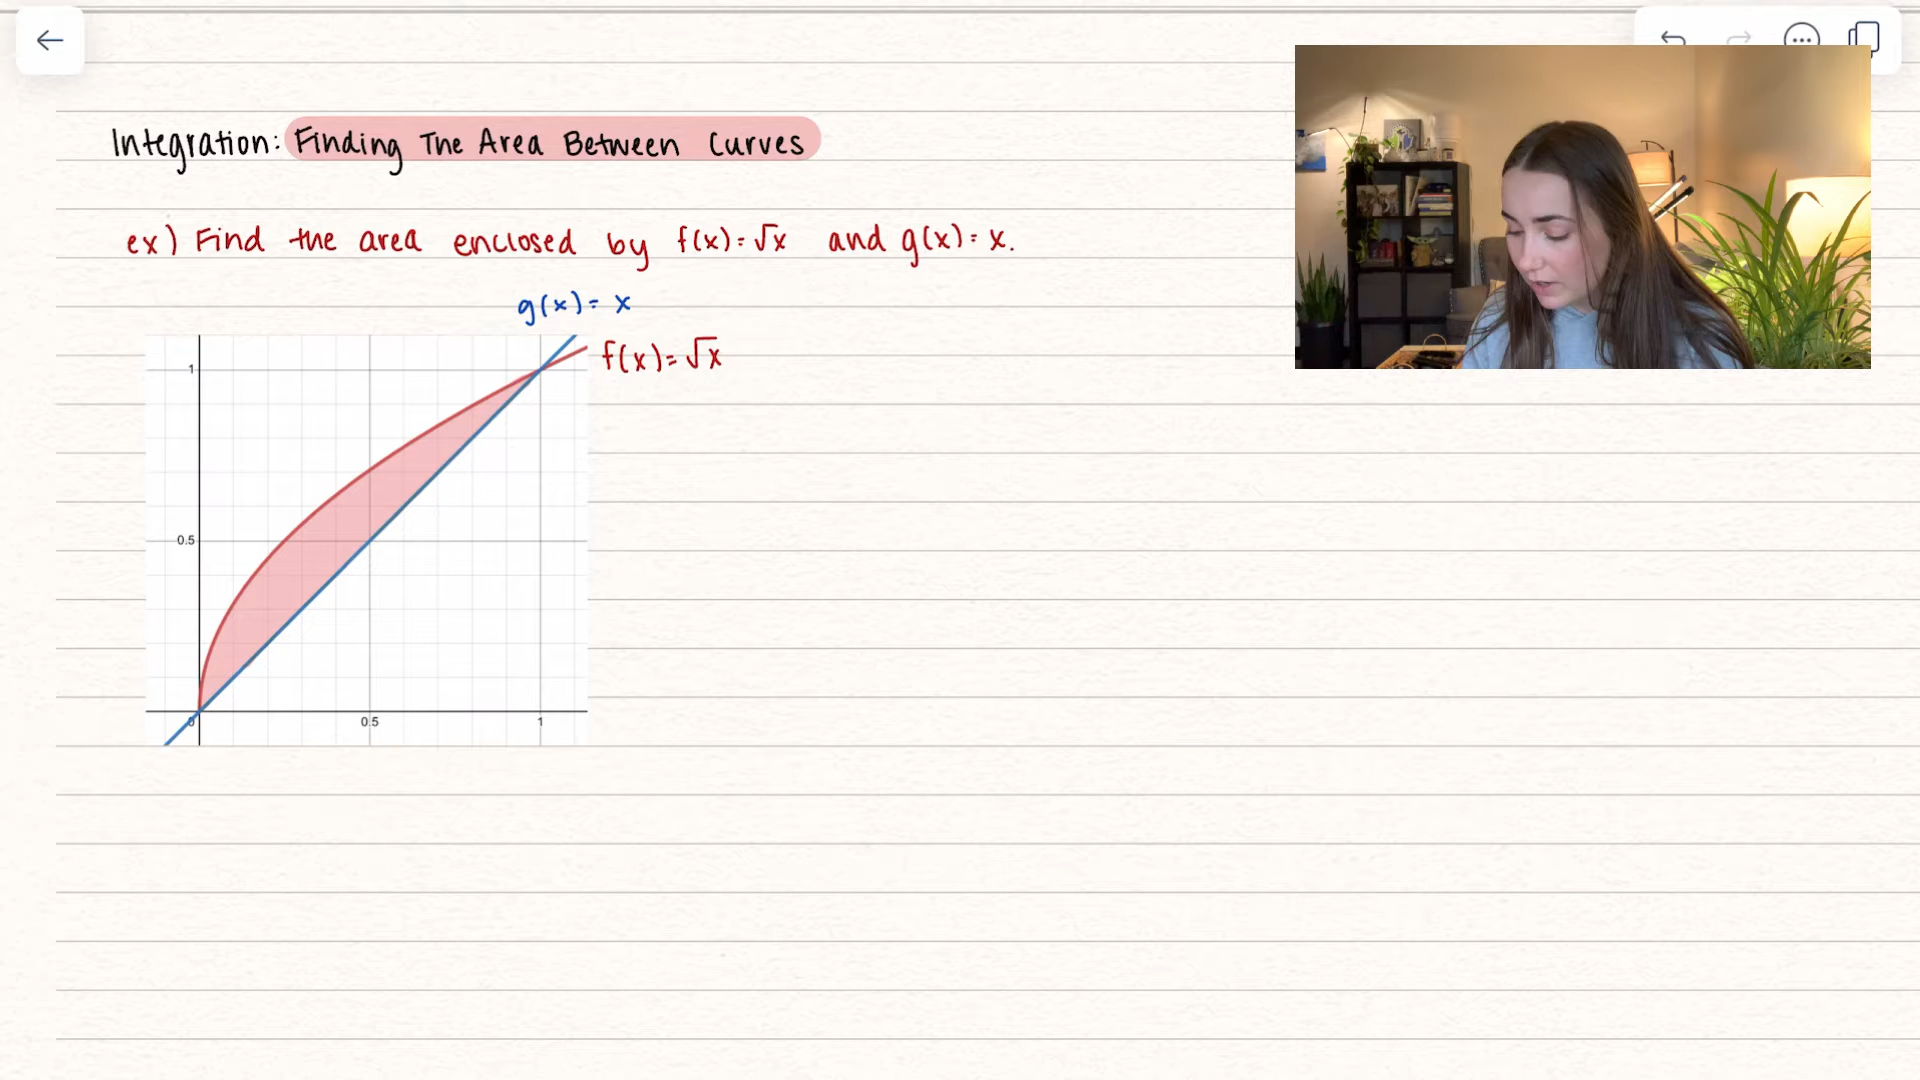 Integration: Finding The Area Between Curves
ex) Find the area enclosed by f(x)=√x and g(x)=x.
g(x)= x
f(x)=√x
1
0.5
0 0.5 1